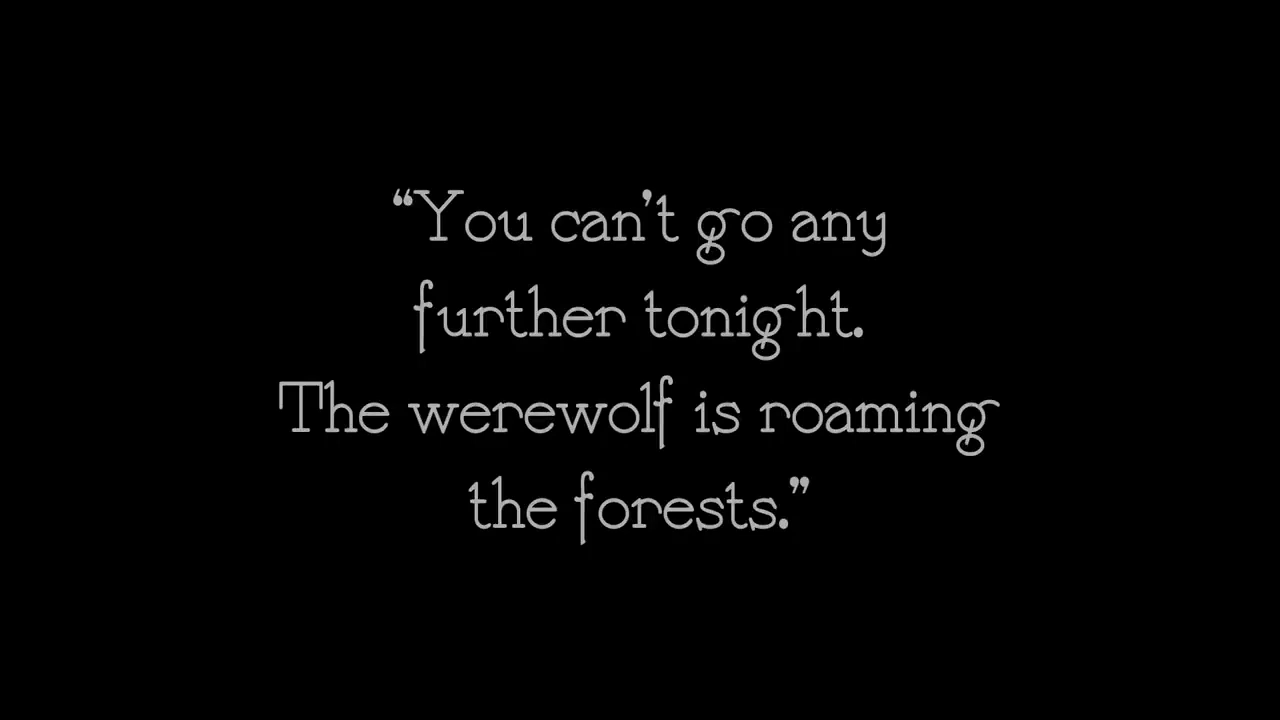 “You can’t go any
further tonight.
The werewolf is roaming
the forests.”